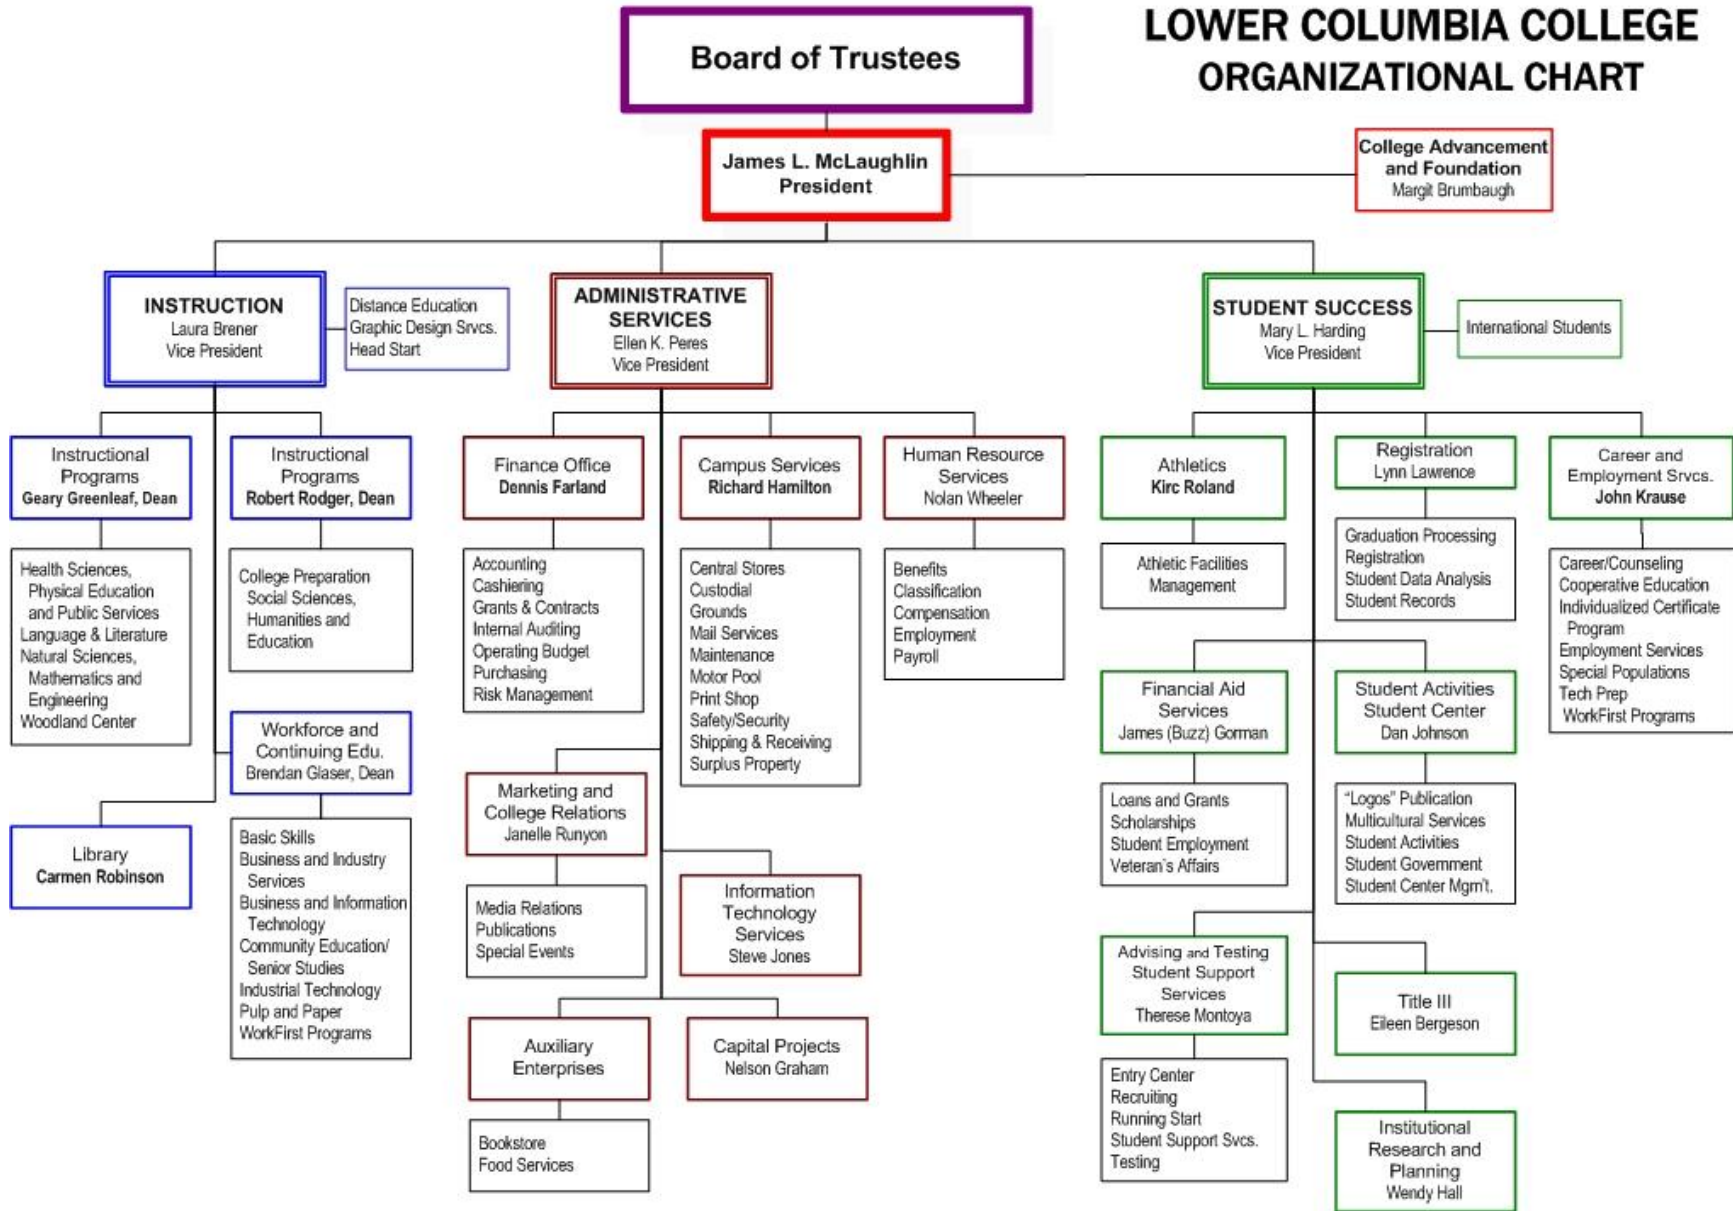 LOWER COLUMBIA COLLEGE
ORGANIZATIONAL CHART
Board of Trustees
James L. McLaughlin
President
College Advancement
and Foundation
Margit Brumbaugh
INSTRUCTION
Laura Brener
Vice President
Distance Education
Graphic Design Srvcs.
Head Start
ADMINISTRATIVE
SERVICES
Ellen K. Peres
Vice President
STUDENT SUCCESS
Mary L. Harding
Vice President
International Students
Instructional
Programs
Geary Greenleaf, Dean
Health Sciences,
Physical Education
and Public Services
Language & Literature
Natural Sciences,
Mathematics and
Engineering
Woodland Center
Instructional
Programs
Robert Rodger, Dean
College Preparation
Social Sciences,
Humanities and
Education
Workforce and
Continuing Edu.
Brendan Glaser, Dean
Basic Skills
Business and Industry
Services
Business and Information
Technology
Community Education/
Senior Studies
Industrial Technology
Pulp and Paper
WorkFirst Programs
Library
Carmen Robinson
Finance Office
Dennis Farland
Accounting
Cashiering
Grants & Contracts
Internal Auditing
Operating Budget
Purchasing
Risk Management
Campus Services
Richard Hamilton
Central Stores
Custodial
Grounds
Mail Services
Maintenance
Motor Pool
Print Shop
Safety/Security
Shipping & Receiving
Surplus Property
Human Resource
Services
Nolan Wheeler
Benefits
Classification
Compensation
Employment
Payroll
Marketing and
College Relations
Janelle Runyon
Media Relations
Publications
Special Events
Information
Technology
Services
Steve Jones
Auxiliary
Enterprises
Bookstore
Food Services
Capital Projects
Nelson Graham
Athletics
Kirc Roland
Athletic Facilities
Management
Registration
Lynn Lawrence
Graduation Processing
Registration
Student Data Analysis
Student Records
Career and
Employment Srvcs.
John Krause
Career/Counseling
Cooperative Education
Individualized Certificate
Program
Employment Services
Special Populations
Tech Prep
WorkFirst Programs
Financial Aid
Services
James (Buzz) Gorman
Loans and Grants
Scholarships
Student Employment
Veteran`s Affairs
Student Activities
Student Center
Dan Johnson
“Logos” Publication
Multicultural Services
Student Activities
Student Government
Student Center Mgm't.
Advising and Testing
Student Support
Services
Therese Montoya
Entry Center
Recruiting
Running Start
Student Support Svcs.
Testing
Title III
Eileen Bergeson
Institutional
Research and
Planning
Wendy Hall